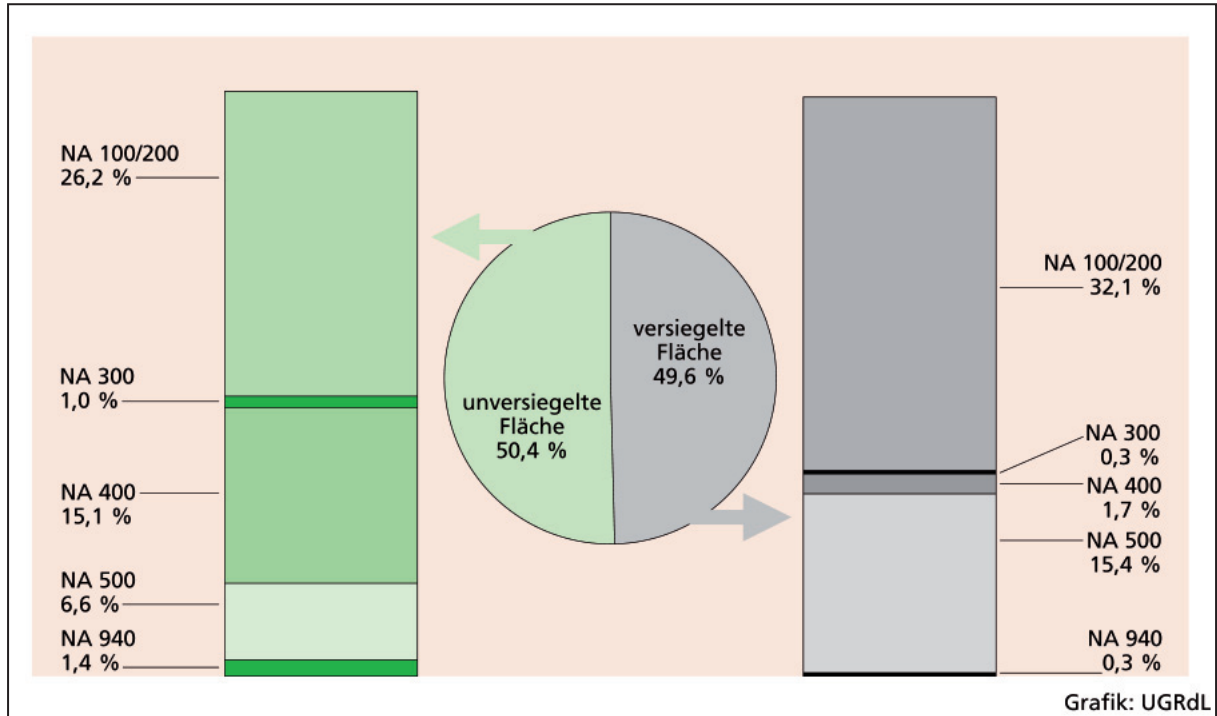 NA 100/200
26,2 %
NA 300
1,0 %
NA 400
15,1 %
NA 500
6,6 %
NA 940
1,4 %
unversiegelte
Fläche
50,4 %
versiegelte
Fläche
49,6 %
NA 100/200
32,1 %
NA 300
0,3 %
NA 400
1,7 %
NA 500
15,4 %
NA 940
0,3 %
Grafik: UGRdL